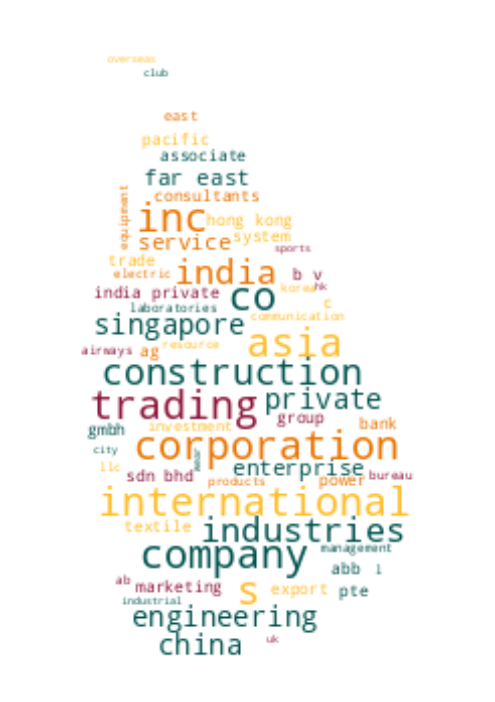 overseas
club
east
pacific
associate
far east
consultants
equipment
inc hong kong
service system
sports
trade
electric india b v
india private co korea hk
laboratories c
singapore communication
airways ag resource asia
construction
trading private
gmbh investment group bank
corporation
city wear
llc sdn bhd enterprise
products power bureau
international
textile industries
company management
abb l
ab marketing s export pte
industrial
engineering
china uk